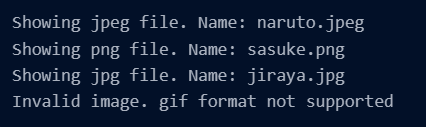 Showing jpeg file. Name: naruto.jpeg
Showing png file. Name: sasuke.png
Showing jpg file. Name: jiraya.jpg
Invalid image. gif format not supported